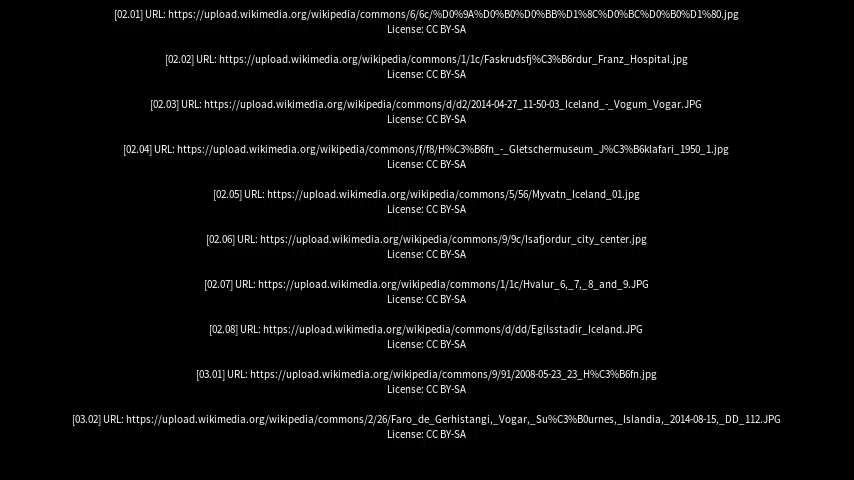 [02.01] URL: https://upload.wikimedia.org/wikipedia/commons/6/6c/%D0%9A%D0%B0%D0%BB%D1%8C%D0%BC%D0%B0%D1%80.jpg
License: CC BY-SA
[02.02] URL: https://upload.wikimedia.org/wikipedia/commons/1/1c/Faskrudsfj%C3%B6rdur_Franz_Hospital.jpg
License: CC BY-SA
[02.03] URL: https://upload.wikimedia.org/wikipedia/commons/d/d2/2014-04-27_11-50-03_Iceland_-_Vogum_Vogar.JPG
License: CC BY-SA
[02.04] URL: https://upload.wikimedia.org/wikipedia/commons/f/f8/H%C3%B6fn_-_Gletschermuseum_J%C3%B6klafari_1950_1.jpg
License: CC BY-SA
[02.05] URL: https://upload.wikimedia.org/wikipedia/commons/5/56/Myvatn_Iceland_01.jpg
License: CC BY-SA
[02.06] URL: https://upload.wikimedia.org/wikipedia/commons/9/9c/Isafjordur_city_center.jpg
License: CC BY-SA
[02.07] URL: https://upload.wikimedia.org/wikipedia/commons/1/1c/Hvalur_6,_7,_8_and_9.JPG
License: CC BY-SA
[02.08] URL: https://upload.wikimedia.org/wikipedia/commons/d/dd/Egilsstadir_Iceland.JPG
License: CC BY-SA
[03.01] URL: https://upload.wikimedia.org/wikipedia/commons/9/91/2008-05-23_23_H%C3%B6fn.jpg
License: CC BY-SA
[03.02] URL: https://upload.wikimedia.org/wikipedia/commons/2/26/Faro_de_Gerhistangi,_Vogar,_Su%C3%B0urnes,_Islandia,_2014-08-15,_DD_112.JPG
License: CC BY-SA